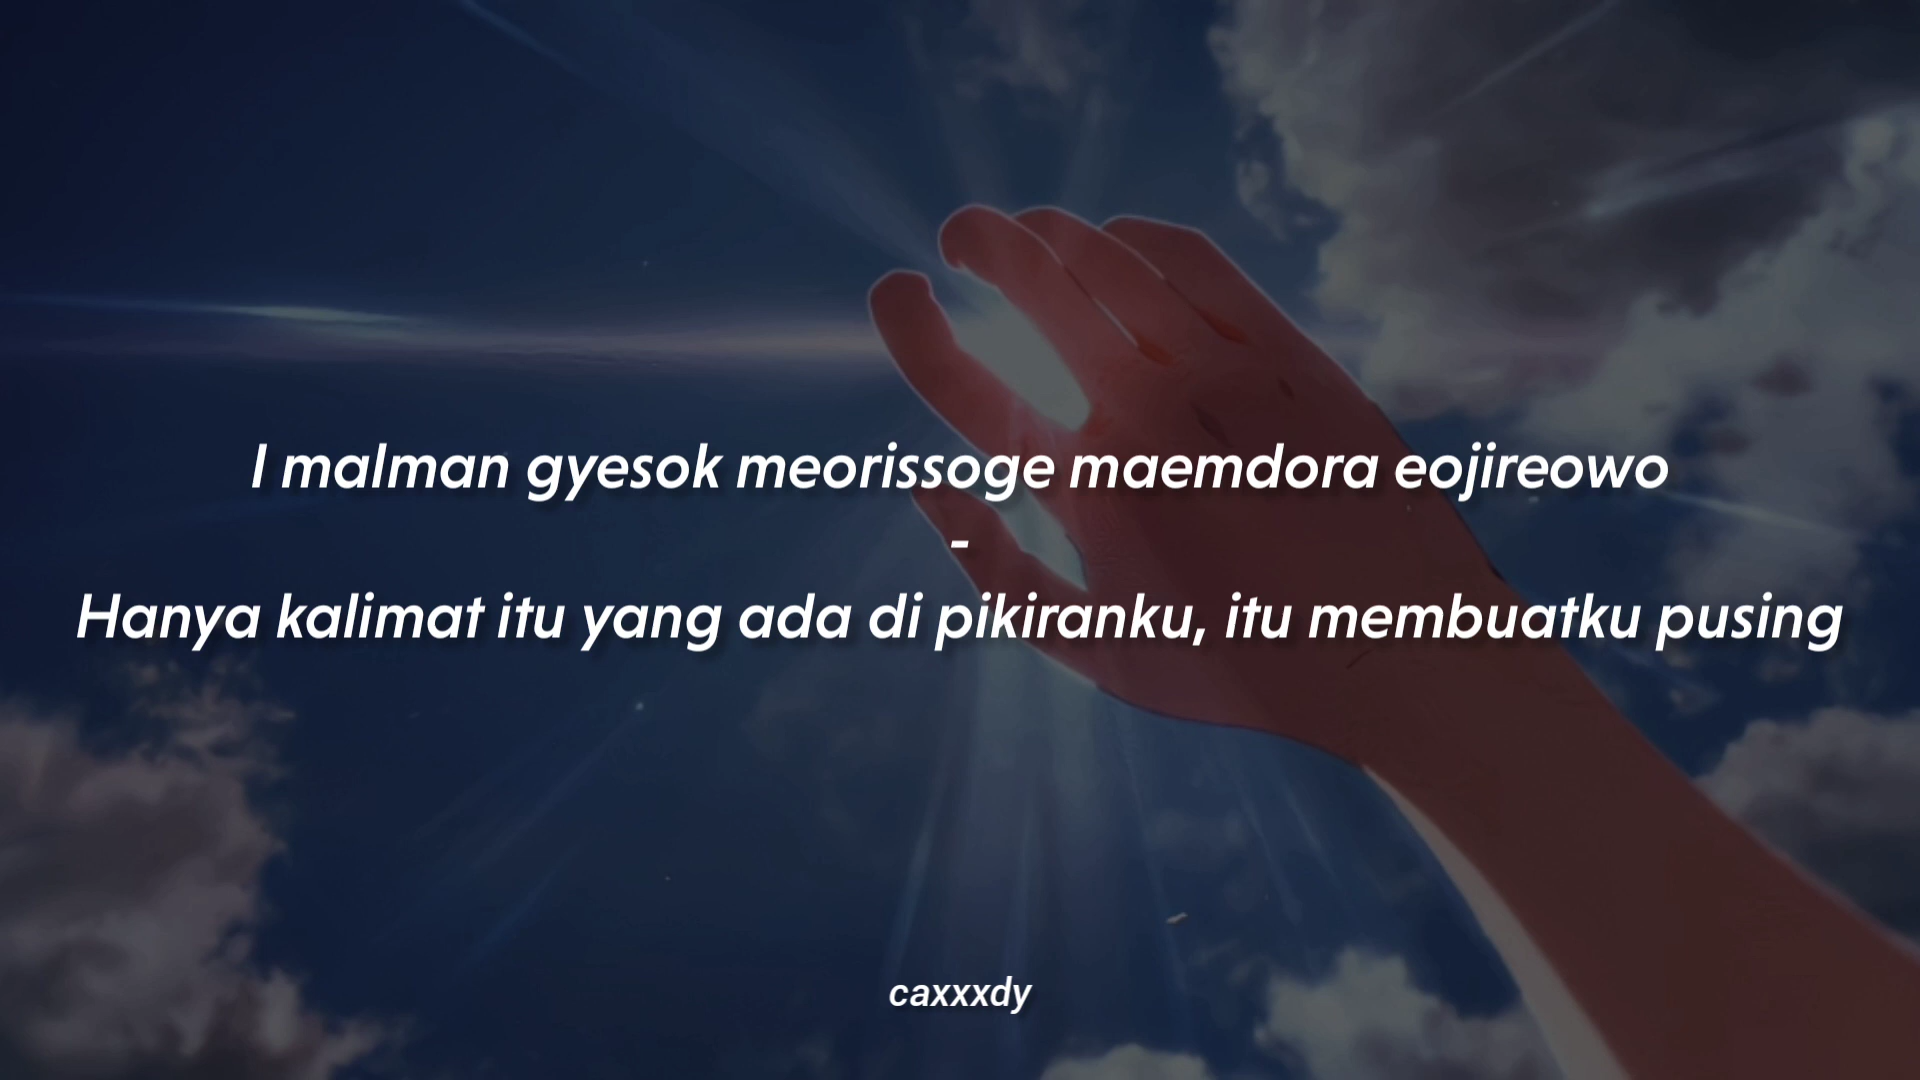 I malman gyesok meorissoge maemdora eojireowo
-
Hanya kalimat itu yang ada di pikiranku, itu membuatku pusing
caxxxdy